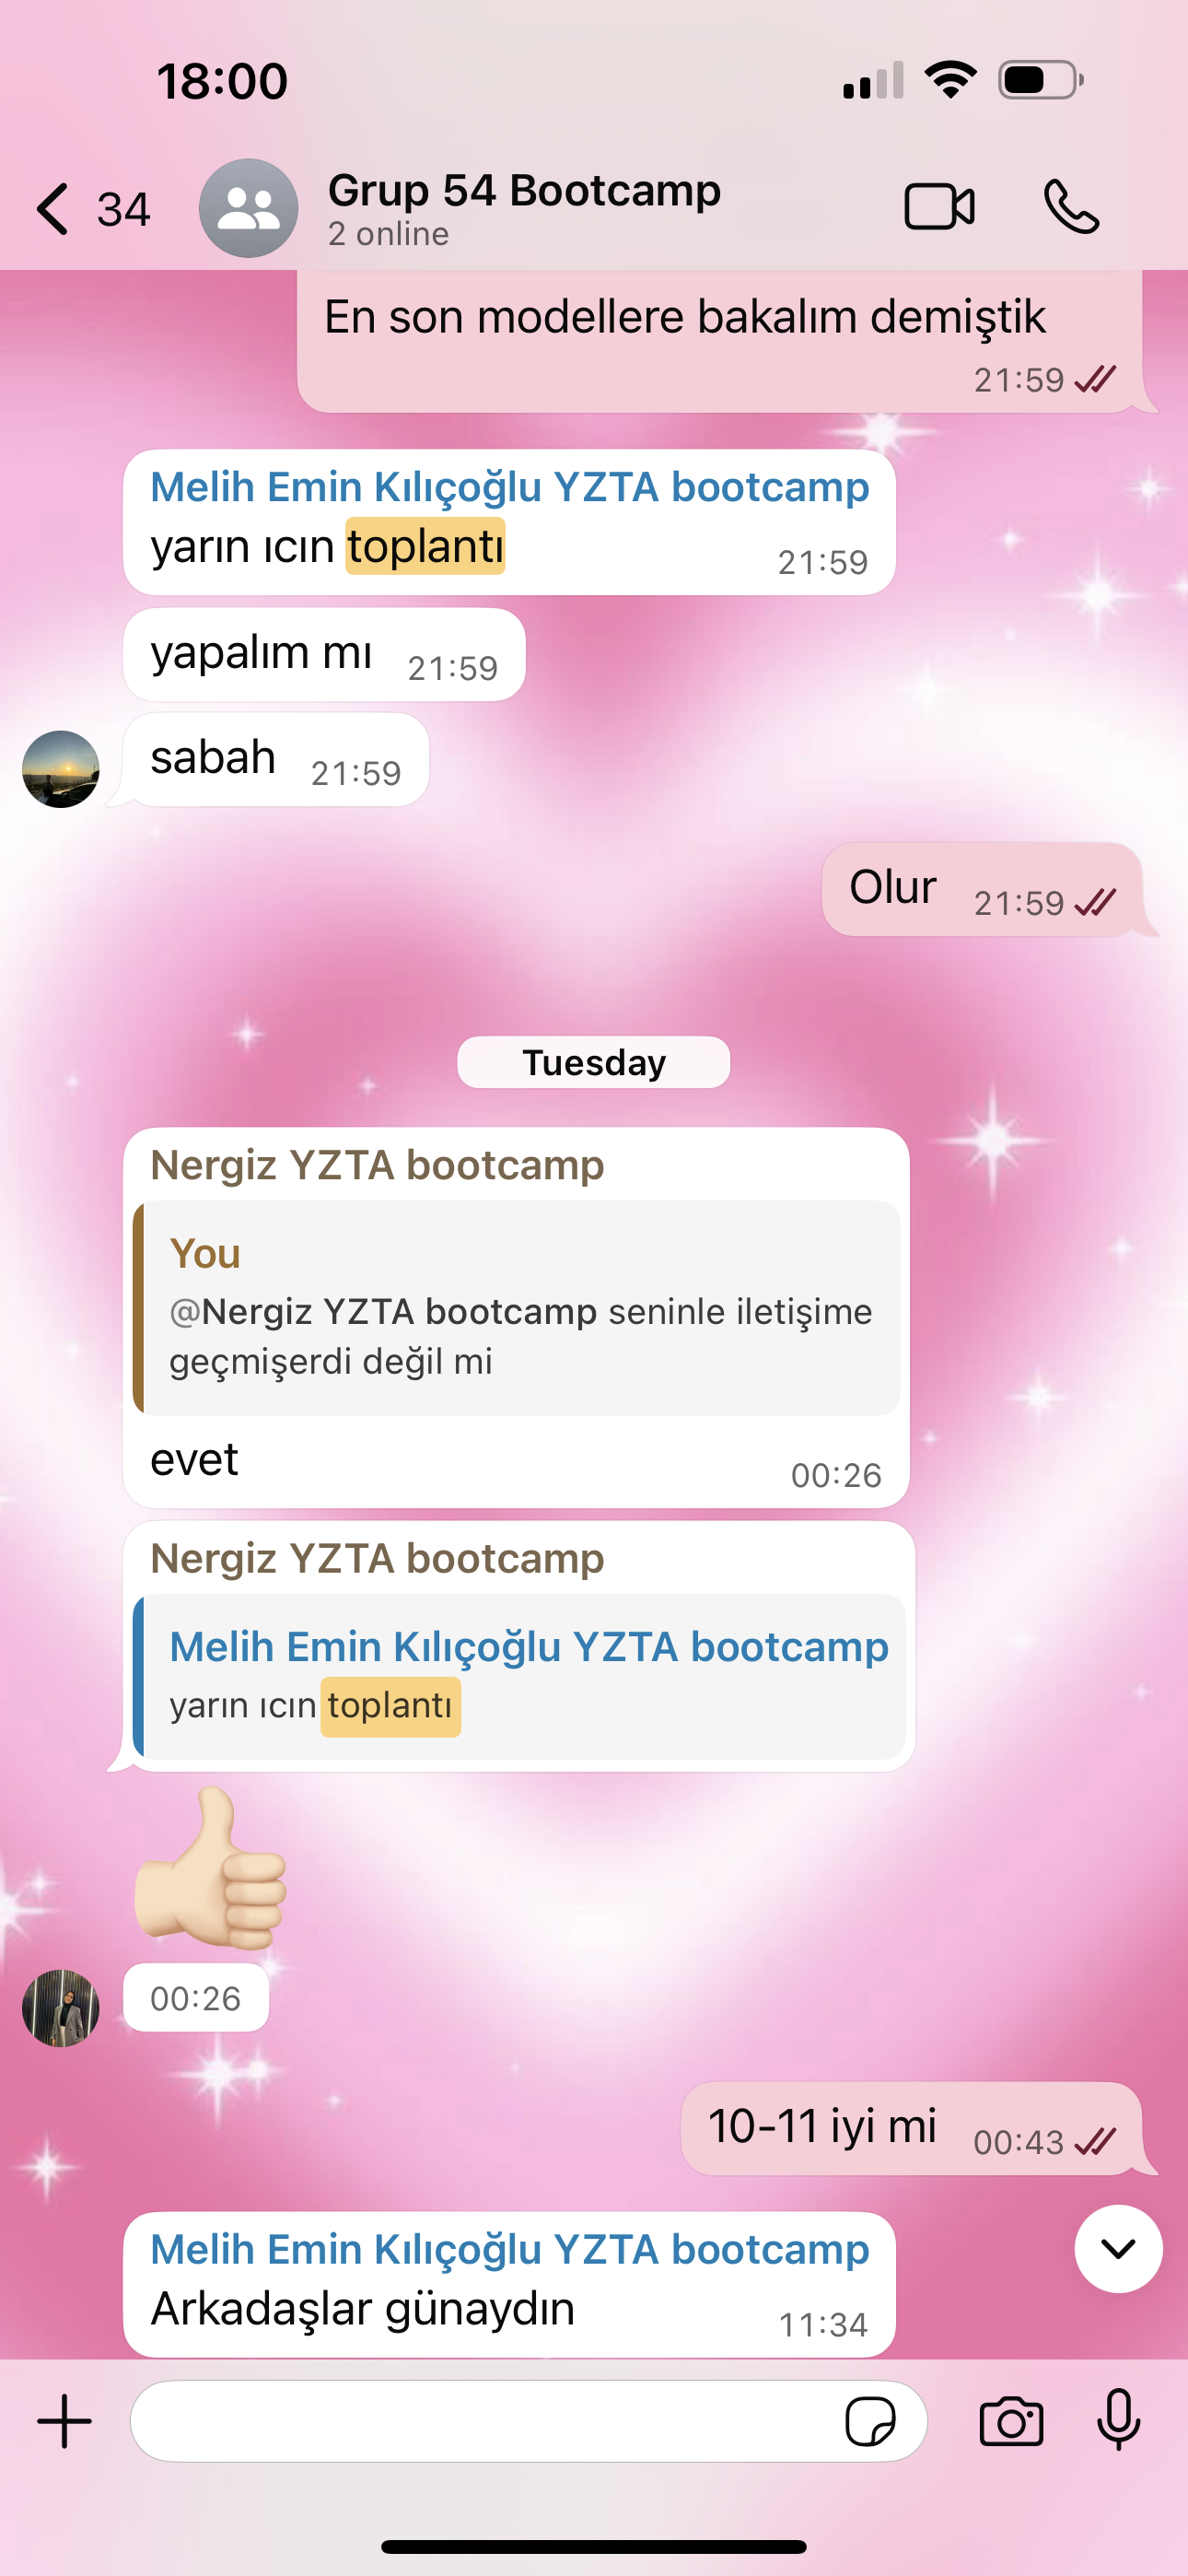 18:00
34
Grup 54 Bootcamp
2 online
En son modellere bakalım demiştik
21:59
Melih Emin Kılıçoğlu YZTA bootcamp
yarın ıcın toplantı
21:59
yapalım mı 21:59
sabah 21:59
Olur 21:59
Tuesday
Nergiz YZTA bootcamp
You
@Nergiz YZTA bootcamp seninle iletişime
geçmişerdi değil mi
evet
00:26
Nergiz YZTA bootcamp
Melih Emin Kılıçoğlu YZTA bootcamp
yarın ıcın toplantı
👍🏻
00:26
10-11 iyi mi 00:43
Melih Emin Kılıçoğlu YZTA bootcamp
Arkadaşlar günaydın
11:34